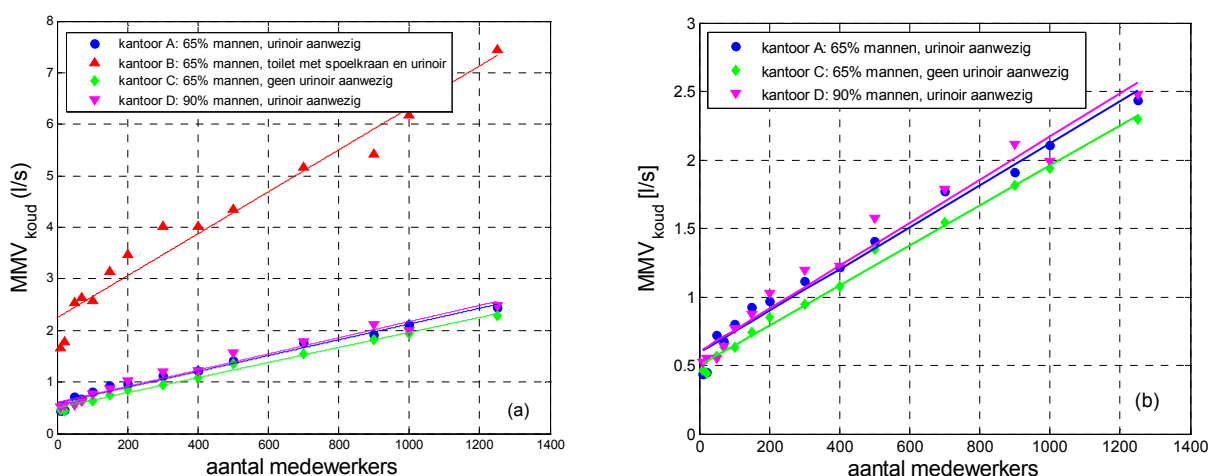 kantoor A: 65% mannen, urinoir aanwezig
kantoor B: 65% mannen, toilet met spoelkraan en urinoir
kantoor C: 65% mannen, geen urinoir aanwezig
kantoor D: 90% mannen, urinoir aanwezig
8
7
6
5
4
3
2
1
0
MMV koud (l/s)
(a)
0 200 400 600 800 1000 1200 1400
aantal medewerkers
kantoor A: 65% mannen, urinoir aanwezig
kantoor C: 65% mannen, geen urinoir aanwezig
kantoor D: 90% mannen, urinoir aanwezig
3
2.5
2
1.5
1
0.5
0
MMV koud [l/s]
(b)
0 200 400 600 800 1000 1200 1400
aantal medewerkers